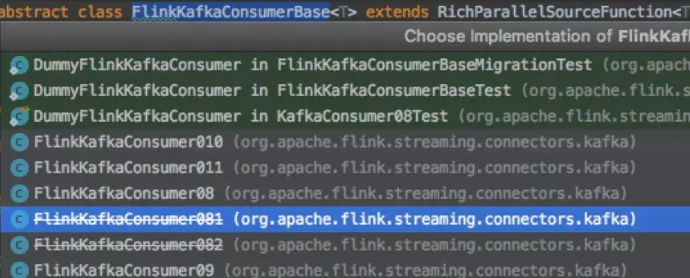 abstract class FlinkKafkaConsumerBase<T> extends RichParallelSourceFunction<T
Choose Implementation of FlinkKaf
DummyFlinkKafkaConsumer in FlinkKafkaConsumerBaseMigrationTest (org.apach
DummyFlinkKafkaConsumer in FlinkKafkaConsumerBaseTest (org.apache.flink.s
DummyFlinkKafkaConsumer in KafkaConsumer08Test (org.apache.flink.streamin
FlinkKafkaConsumer010 (org.apache.flink.streaming.connectors.kafka)
FlinkKafkaConsumer011 (org.apache.flink.streaming.connectors.kafka)
FlinkKafkaConsumer08 (org.apache.flink.streaming.connectors.kafka)
FlinkKafkaConsumer081 (org.apache.flink.streaming.connectors.kafka)
FlinkKafkaConsumer082 (org.apache.flink.streaming.connectors.kafka)
FlinkKafkaConsumer09 (org.apache.flink.streaming.connectors.kafka)